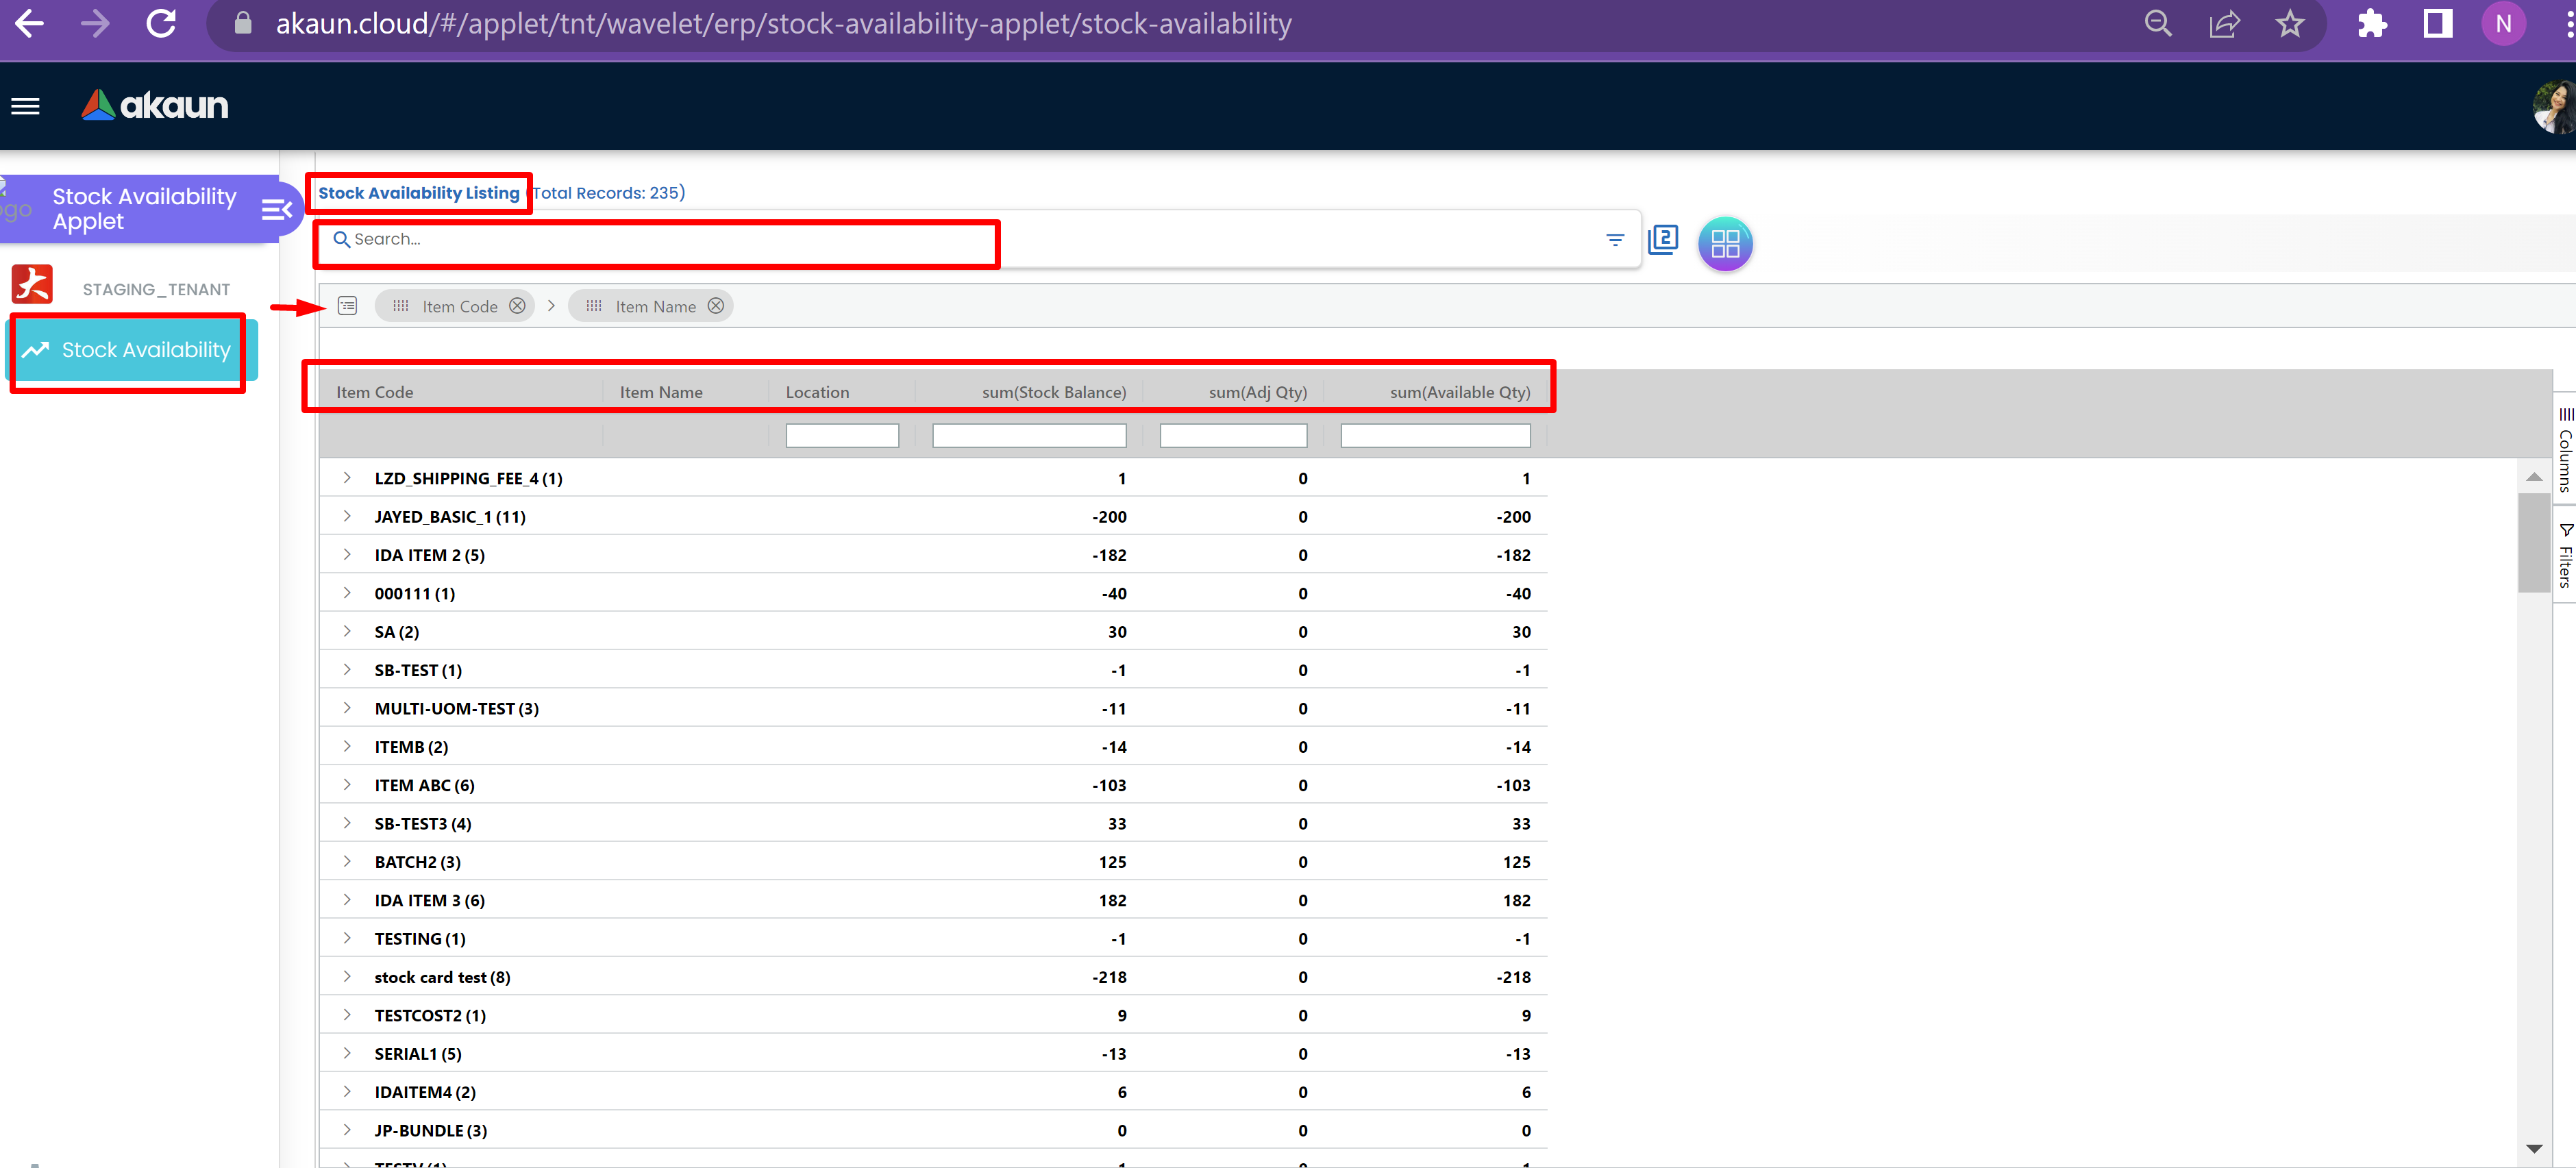 akaun.cloud/#/applet/tnt/wavelet/erp/stock-availability-applet/stock-availability
N
akaun
Stock Availability
Applet
STAGING_TENANT
Stock Availability
Stock Availability Listing (Total Records: 235)
Search...
2
Item Code > Item Name
Item Code Item Name Location sum(Stock Balance) sum(Adj Qty) sum(Available Qty)
LZD_SHIPPING_FEE_4 (1) 1 0 1
JAYED_BASIC_1 (11) -200 0 -200
IDA ITEM 2 (5) -182 0 -182
000111 (1) -40 0 -40
SA (2) 30 0 30
SB-TEST (1) -1 0 -1
MULTI-UOM-TEST (3) -11 0 -11
ITEMB (2) -14 0 -14
ITEM ABC (6) -103 0 -103
SB-TEST3 (4) 33 0 33
BATCH2 (3) 125 0 125
IDA ITEM 3 (6) 182 0 182
TESTING (1) -1 0 -1
stock card test (8) -218 0 -218
TESTCOST2 (1) 9 0 9
SERIAL1 (5) -13 0 -13
IDAITEM4 (2) 6 0 6
JP-BUNDLE (3) 0 0 0
Columns
Filters